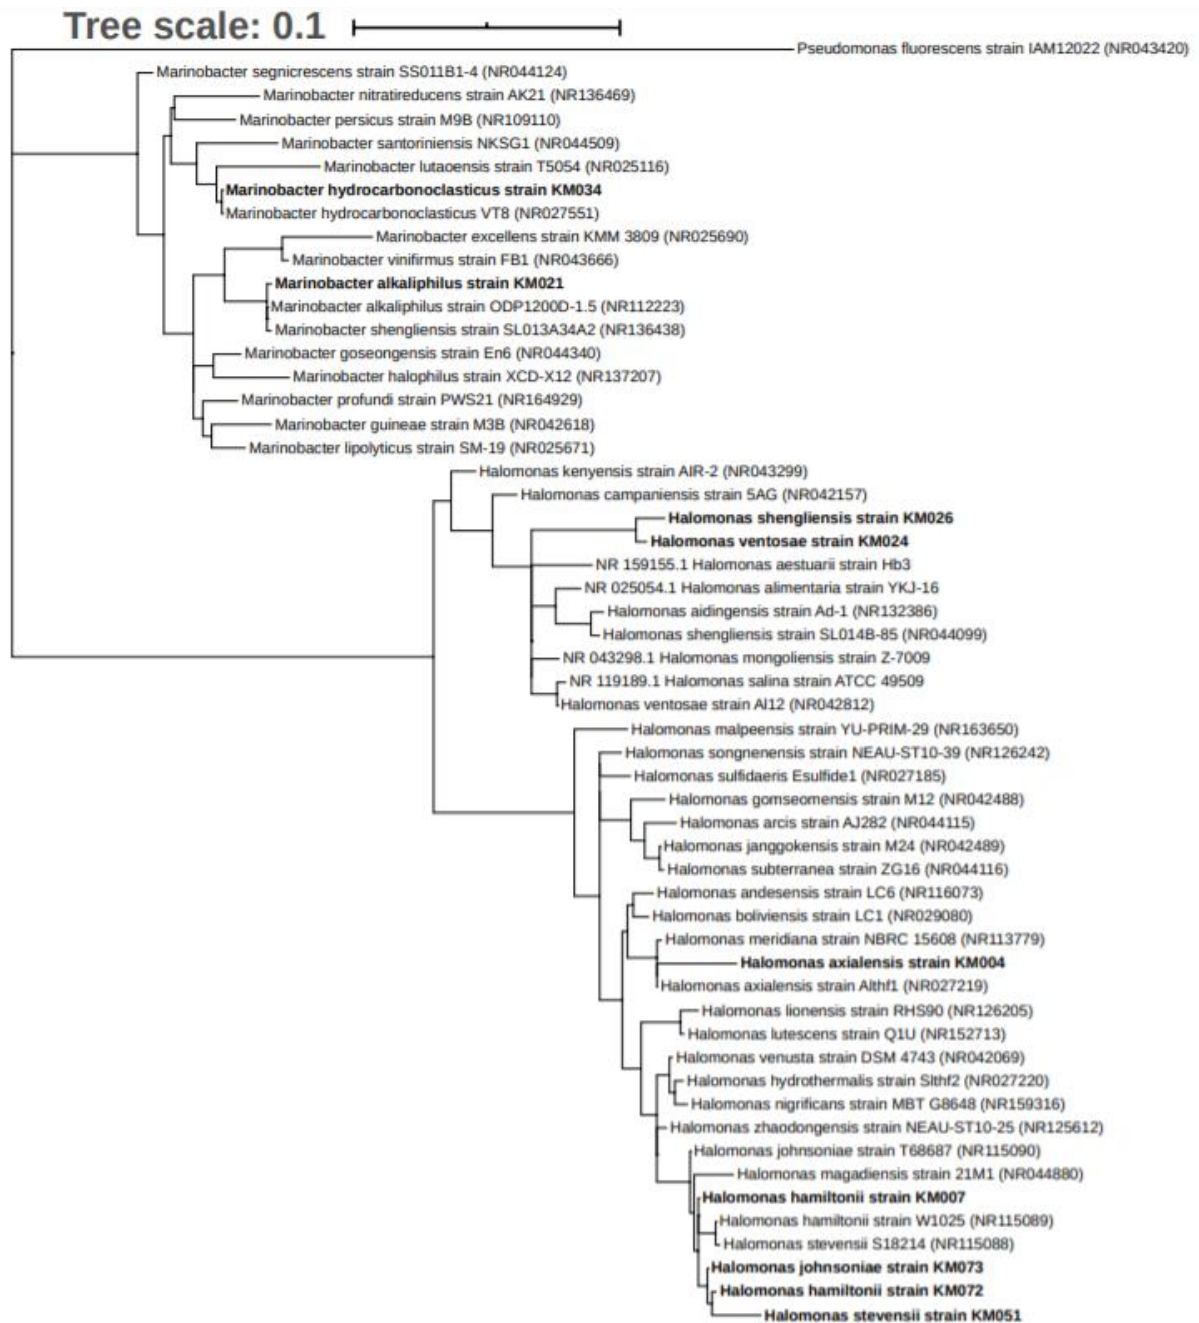 Tree scale: 0.1
Pseudomonas fluorescens strain IAM12022 (NR043420)
Marinobacter segnicrescens strain SS011B1-4 (NR044124)
Marinobacter nitratireducens strain AK21 (NR136469)
Marinobacter persicus strain M9B (NR109110)
Marinobacter santoriniensis NKSG1 (NR044509)
Marinobacter lutaoensis strain T5054 (NR025116)
Marinobacter hydrocarbonoclasticus strain KM034
Marinobacter hydrocarbonoclasticus VT8 (NR027551)
Marinobacter excellens strain KMM 3809 (NR025690)
Marinobacter vinifirmus strain FB1 (NR043666)
Marinobacter alkaliphilus strain KM021
Marinobacter alkaliphilus strain ODP1200D-1.5 (NR112223)
Marinobacter shengliensis strain SL013A34A2 (NR136438)
Marinobacter goseongensis strain En6 (NR044340)
Marinobacter halophilus strain XCD-X12 (NR137207)
Marinobacter profundi strain PWS21 (NR164929)
Marinobacter guineae strain M3B (NR042618)
Marinobacter lipolyticus strain SM-19 (NR025671)
Halomonas kenyensis strain AIR-2 (NR043299)
Halomonas campaniensis strain 5AG (NR042157)
Halomonas shengliensis strain KM026
Halomonas ventosae strain KM024
NR 159155.1 Halomonas aestuarii strain Hb3
NR 025054.1 Halomonas alimentaria strain YKJ-16
Halomonas aidingensis strain Ad-1 (NR132386)
Halomonas shengliensis strain SL014B-85 (NR044099)
NR 043298.1 Halomonas mongoliensis strain Z-7009
NR 119189.1 Halomonas salina strain ATCC 49509
Halomonas ventosae strain Al12 (NR042812)
Halomonas malpeensis strain YU-PRIM-29 (NR163650)
Halomonas songnenensis strain NEAU-ST10-39 (NR126242)
Halomonas sulfidaeris Esulfide1 (NR027185)
Halomonas gomseomensis strain M12 (NR042488)
Halomonas arcis strain AJ282 (NR044115)
Halomonas janggokensis strain M24 (NR042489)
Halomonas subterranea strain ZG16 (NR044116)
Halomonas andesensis strain LC6 (NR116073)
Halomonas boliviensis strain LC1 (NR029080)
Halomonas meridiana strain NBRC 15608 (NR113779)
Halomonas axialensis strain KM004
Halomonas axialensis strain Althf1 (NR027219)
Halomonas lionensis strain RHS90 (NR126205)
Halomonas lutescens strain Q1U (NR152713)
Halomonas venusta strain DSM 4743 (NR042069)
Halomonas hydrothermalis strain Slthf2 (NR027220)
Halomonas nigrificans strain MBT G8648 (NR159316)
Halomonas zhaodongensis strain NEAU-ST10-25 (NR125612)
Halomonas johnsoniae strain T68687 (NR115090)
Halomonas magadiensis strain 21M1 (NR044880)
Halomonas hamiltonii strain KM007
Halomonas hamiltonii strain W1025 (NR115089)
Halomonas stevensii S18214 (NR115088)
Halomonas johnsoniae strain KM073
Halomonas hamiltonii strain KM072
Halomonas stevensii strain KM051